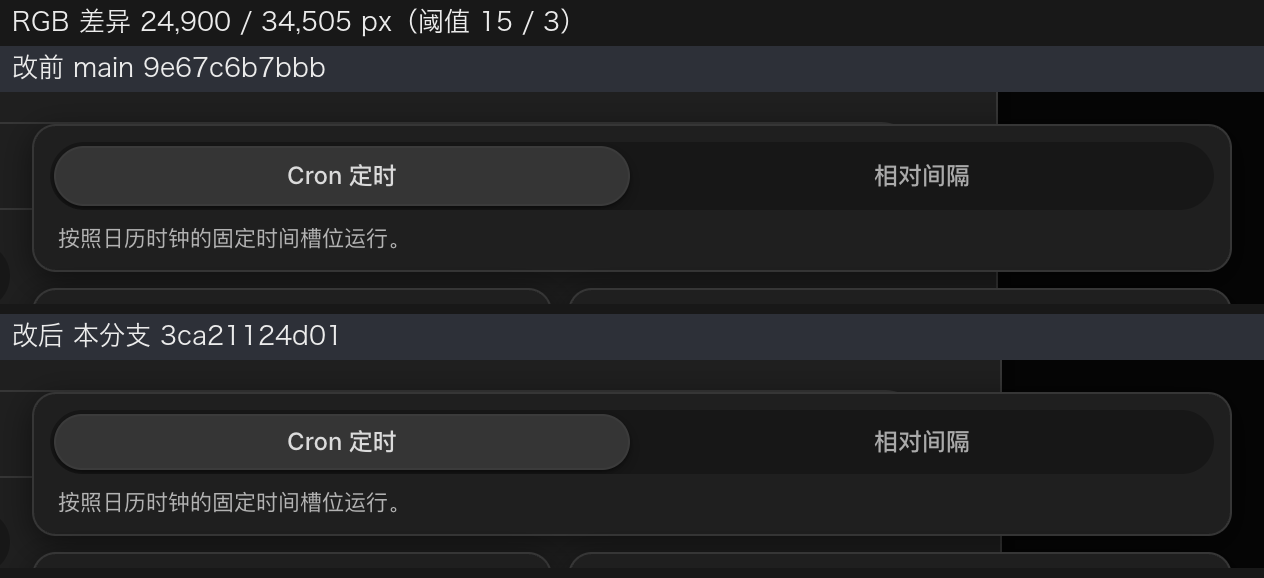 RGB 差异 24,900 / 34,505 px（阈值 15 / 3）
改前 main 9e67c6b7bbb
Cron 定时
相对间隔
按照日历时钟的固定时间槽位运行。
改后 本分支 3ca21124d01
Cron 定时
相对间隔
按照日历时钟的固定时间槽位运行。